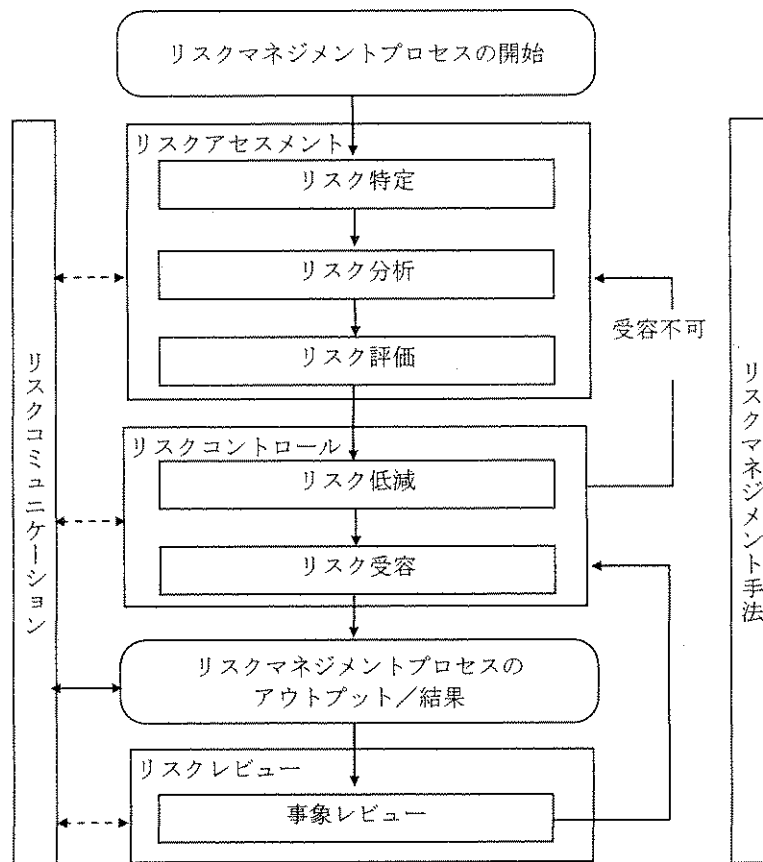 リスクマネジメントプロセスの開始
リスクアセスメント
リスク特定
リスク分析
リスク評価
受容不可
リスクコントロール
リスク低減
リスク受容
リスクマネジメントプロセスの
アウトプット/結果
リスクレビュー
事象レビュー
リスクコミュニケーション
リスクマネジメント手法